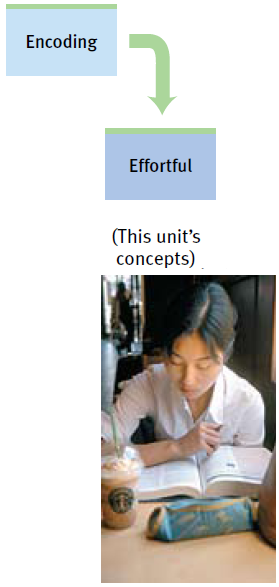 Encoding
Effortful
(This unit's
concepts)